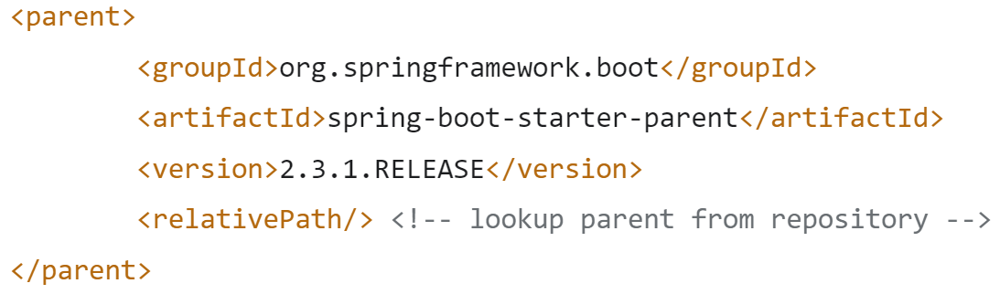 <parent>
<groupId>org.springframework.boot</groupId>
<artifactId>spring-boot-starter-parent</artifactId>
<version>2.3.1.RELEASE</version>
<relativePath/> <!-- lookup parent from repository -->
</parent>